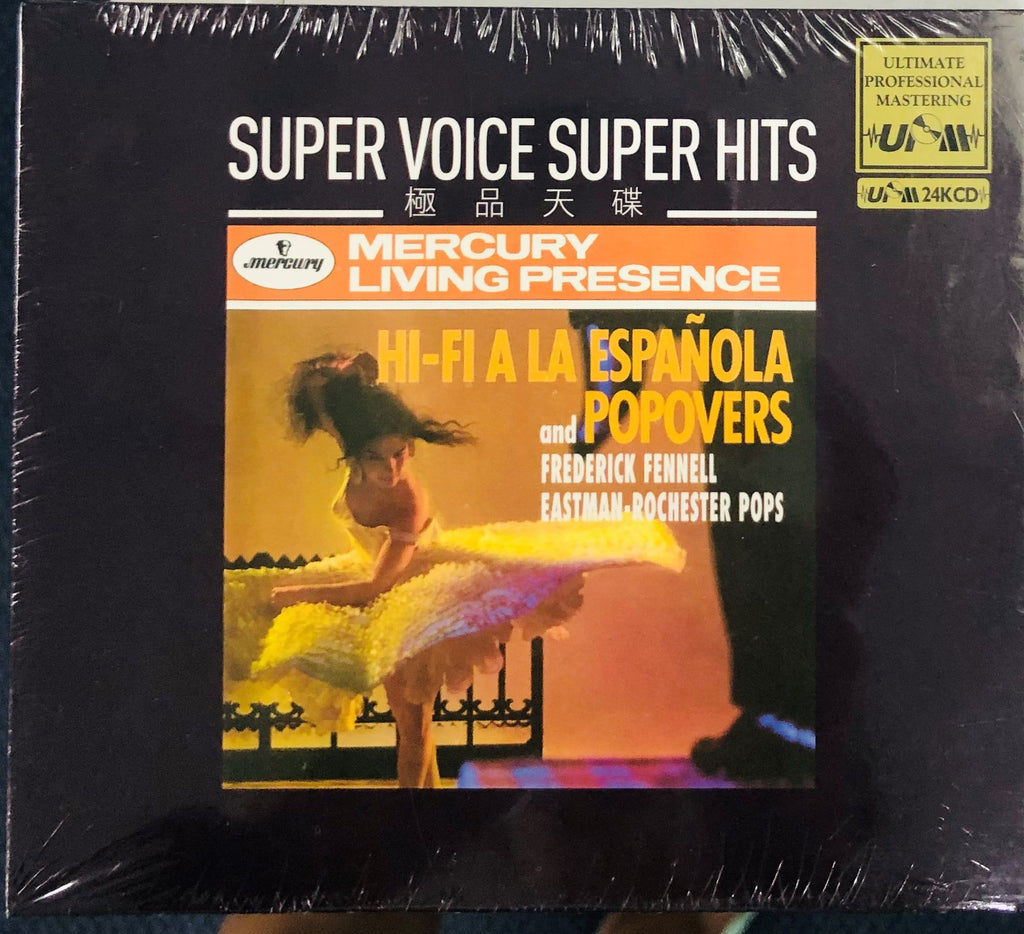 ULTIMATE
PROFESSIONAL
MASTERING
UPM
UPM 24K CD
SUPER VOICE SUPER HITS
極品天碟
mercury
MERCURY
LIVING PRESENCE
HI-FI A LA ESPAÑOLA
and POPOVERS
FREDERICK FENNELL
EASTMAN-ROCHESTER POPS